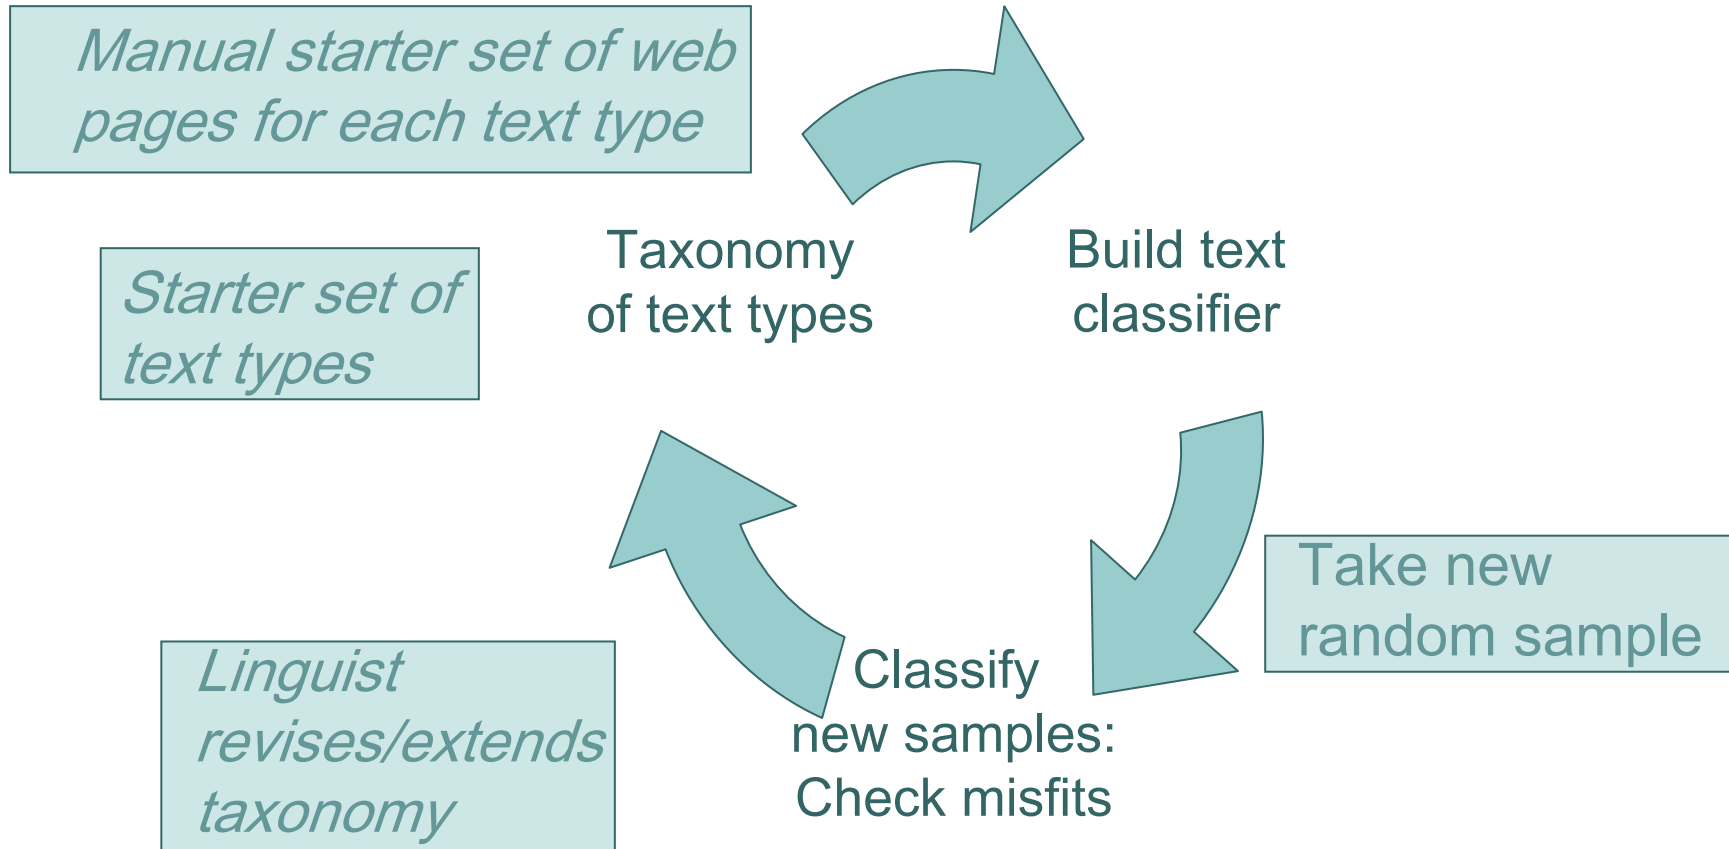 Manual starter set of web
pages for each text type
Taxonomy
of text types
Build text
classifier
Starter set of
text types
Take new
random sample
Classify
new samples:
Check misfits
Linguist
revises/extends
taxonomy